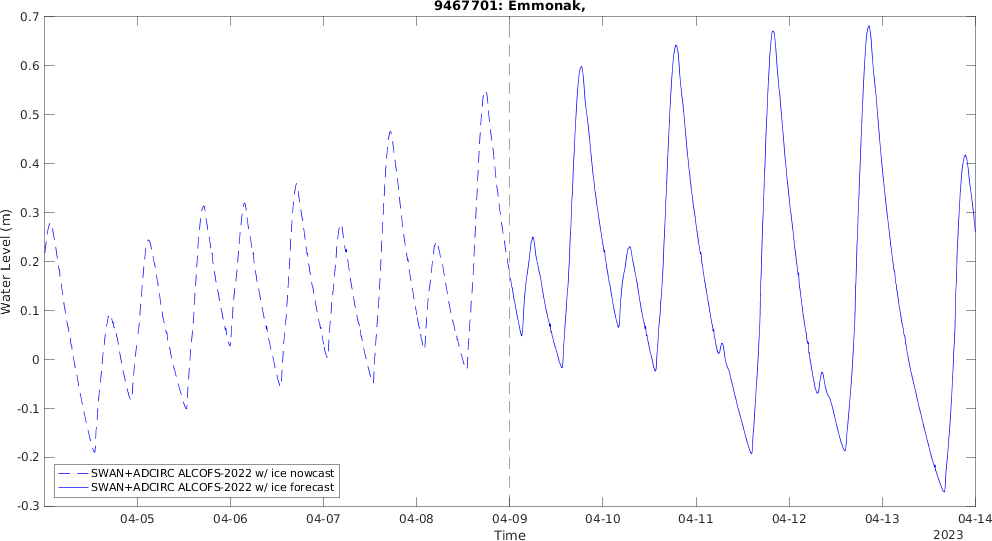 9467701: Emmonak,
Water Level (m)
0.7
0.6
0.5
0.4
0.3
0.2
0.1
0
-0.1
-0.2
-0.3
SWAN+ADCIRC ALCOFS-2022 w/ ice nowcast
SWAN+ADCIRC ALCOFS-2022 w/ ice forecast
04-05 04-06 04-07 04-08 04-09 04-10 04-11 04-12 04-13 04-14
Time
2023